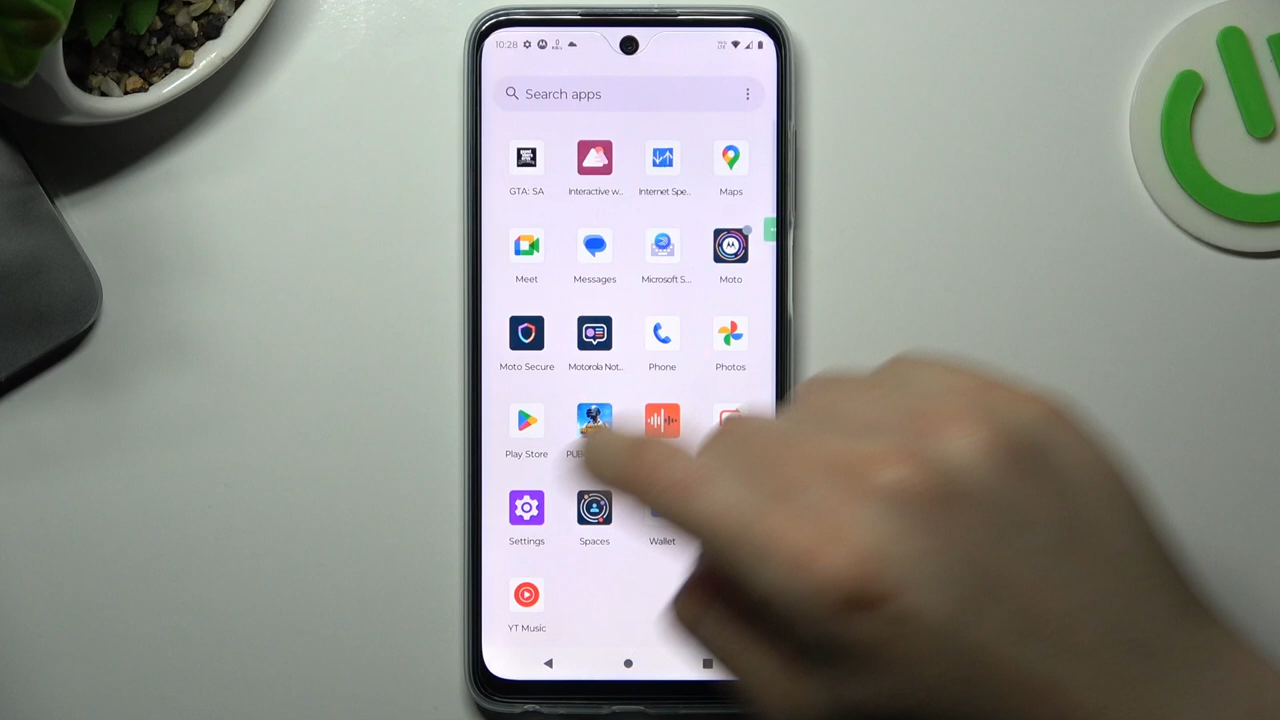 10:28
Search apps
GTA: SA
Interactive w..
Internet Spe..
Maps
Meet
Messages
Microsoft S...
Moto
Moto Secure
Motorola Not..
Phone
Photos
Play Store
Settings
Spaces
Wallet
YT Music